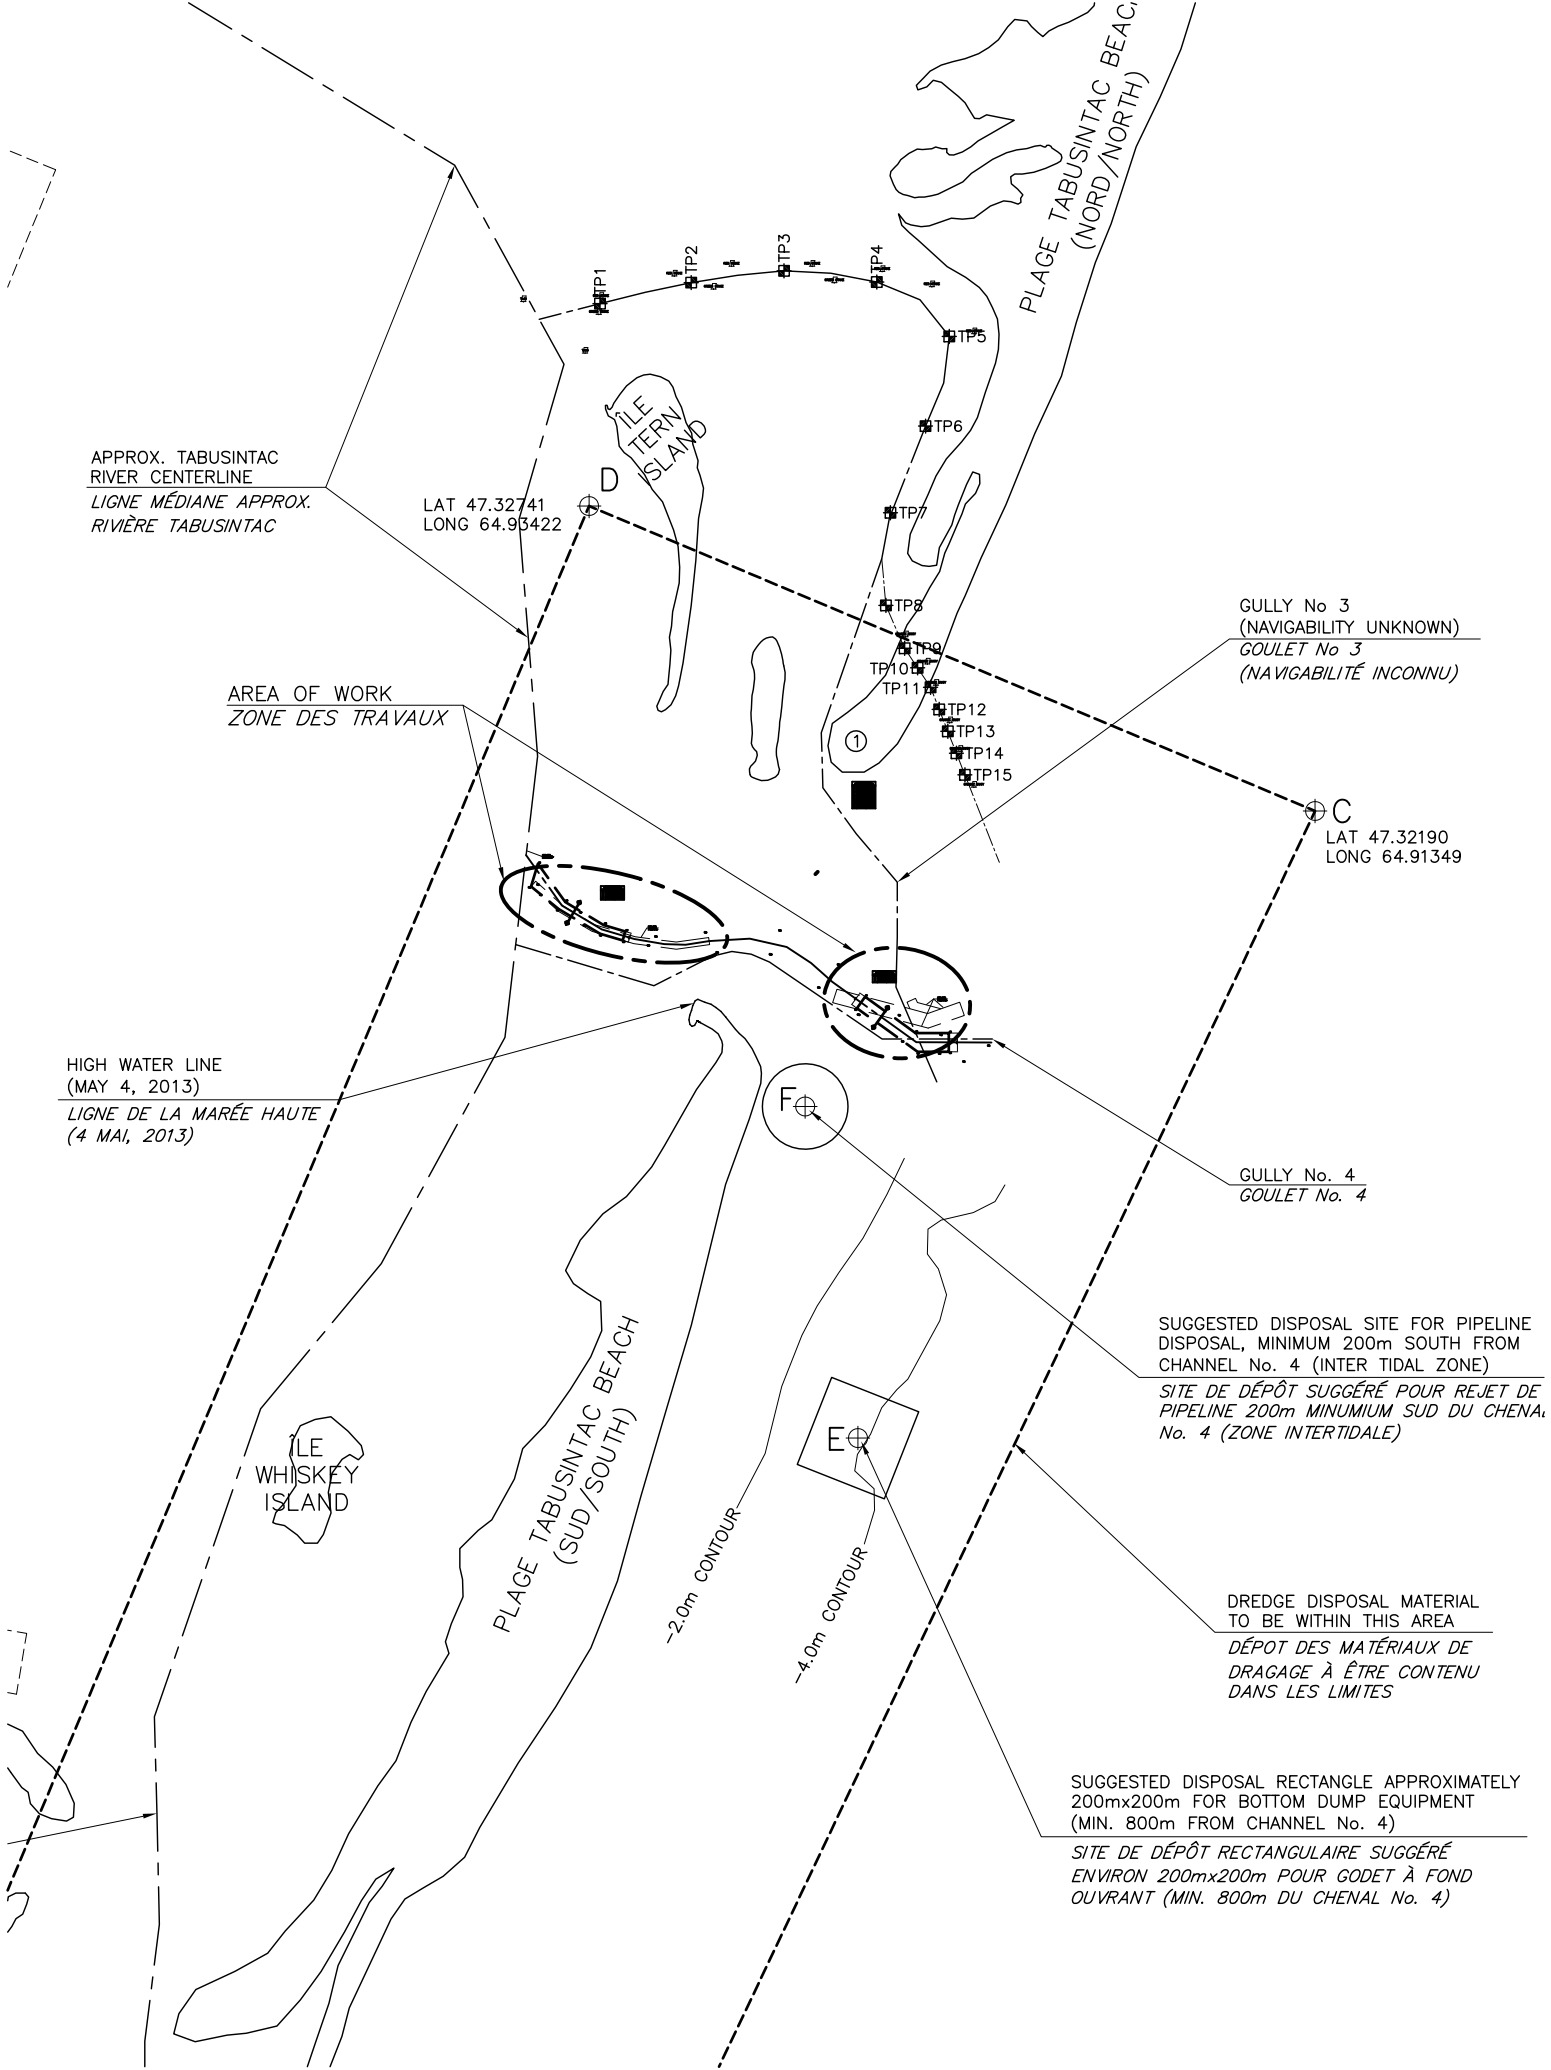 PLAGE TABUSINTAC BEACH
(NORD/NORTH)
TP1
TP2
TP3
TP4
TP5
TP6
TP7
TP8
TP9
TP10
TP11
TP12
TP13
TP14
TP15
ÎLE
TERN
ISLAND
APPROX. TABUSINTAC
RIVER CENTERLINE
LIGNE MÉDIANE APPROX.
RIVIÈRE TABUSINTAC
D
LAT 47.32741
LONG 64.93422
GULLY No 3
(NAVIGABILITY UNKNOWN)
GOULET No 3
(NAVIGABILITÉ INCONNU)
AREA OF WORK
ZONE DES TRAVAUX
1
C
LAT 47.32190
LONG 64.91349
HIGH WATER LINE
(MAY 4, 2013)
LIGNE DE LA MARÉE HAUTE
(4 MAI, 2013)
F
GULLY No. 4
GOULET No. 4
SUGGESTED DISPOSAL SITE FOR PIPELINE
DISPOSAL, MINIMUM 200m SOUTH FROM
CHANNEL No. 4 (INTER TIDAL ZONE)
SITE DE DÉPÔT SUGGÉRÉ POUR REJET DE
PIPELINE 200m MINUMIUM SUD DU CHENAL
No. 4 (ZONE INTERTIDALE)
E
ÎLE
WHISKEY
ISLAND
PLAGE TABUSINTAC BEACH
(SUD/SOUTH)
-2.0m CONTOUR
-4.0m CONTOUR
DREDGE DISPOSAL MATERIAL
TO BE WITHIN THIS AREA
DÉPOT DES MATÉRIAUX DE
DRAGAGE À ÊTRE CONTENU
DANS LES LIMITES
SUGGESTED DISPOSAL RECTANGLE APPROXIMATELY
200mx200m FOR BOTTOM DUMP EQUIPMENT
(MIN. 800m FROM CHANNEL No. 4)
SITE DE DÉPÔT RECTANGULAIRE SUGGÉRÉ
ENVIRON 200mx200m POUR GODET À FOND
OUVRANT (MIN. 800m DU CHENAL No. 4)